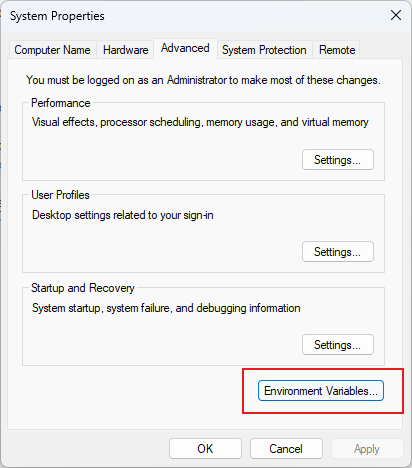 System Properties
Computer Name Hardware Advanced System Protection Remote
You must be logged on as an Administrator to make most of these changes.
Performance
Visual effects, processor scheduling, memory usage, and virtual memory
Settings...
User Profiles
Desktop settings related to your sign-in
Settings...
Startup and Recovery
System startup, system failure, and debugging information
Settings...
Environment Variables...
OK Cancel Apply